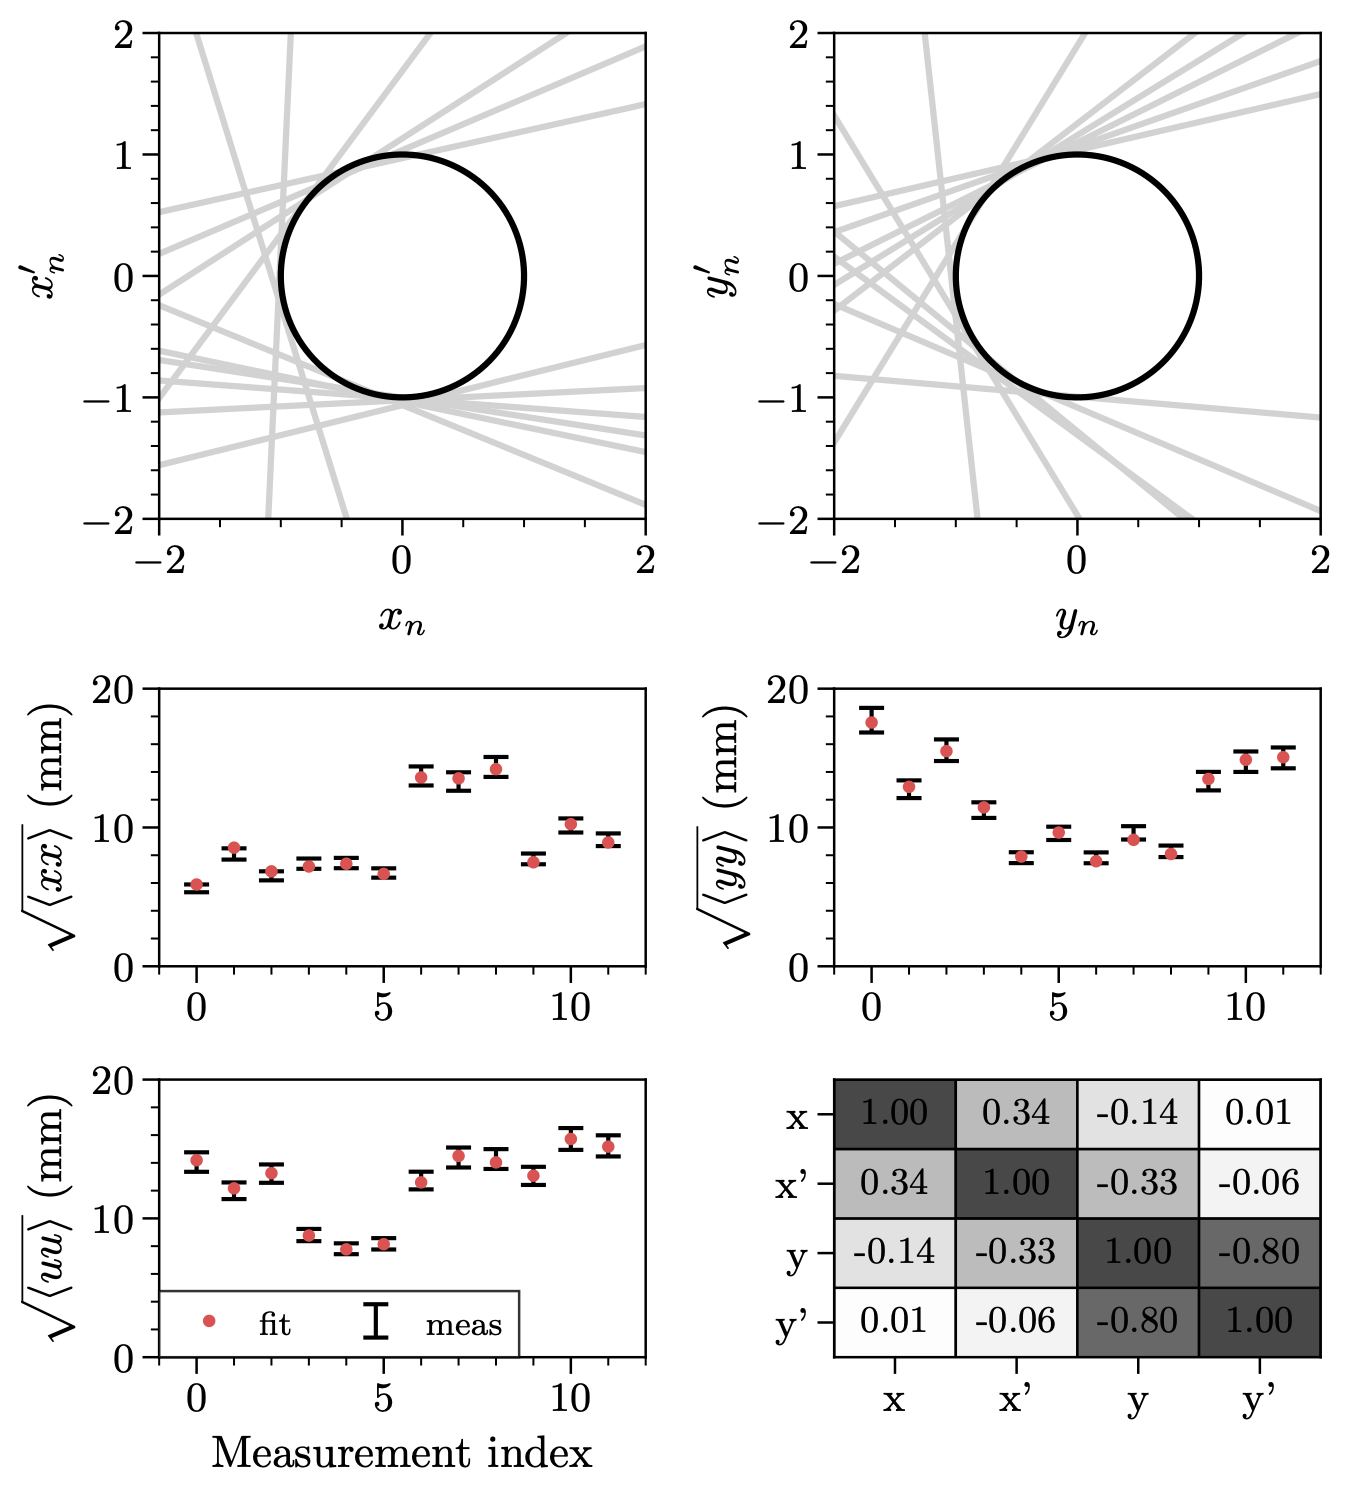 2
1
0
−1
−2
x′ₙ
−2 0 2
xₙ
2
1
0
−1
−2
y′ₙ
−2 0 2
yₙ
20
10
0
√⟨xx⟩ (mm)
0 5 10
20
10
0
√⟨yy⟩ (mm)
0 5 10
20
10
0
√⟨uu⟩ (mm)
fit meas
0 5 10
Measurement index
x 1.00 0.34 -0.14 0.01
x’ 0.34 1.00 -0.33 -0.06
y -0.14 -0.33 1.00 -0.80
y’ 0.01 -0.06 -0.80 1.00
x x’ y y’